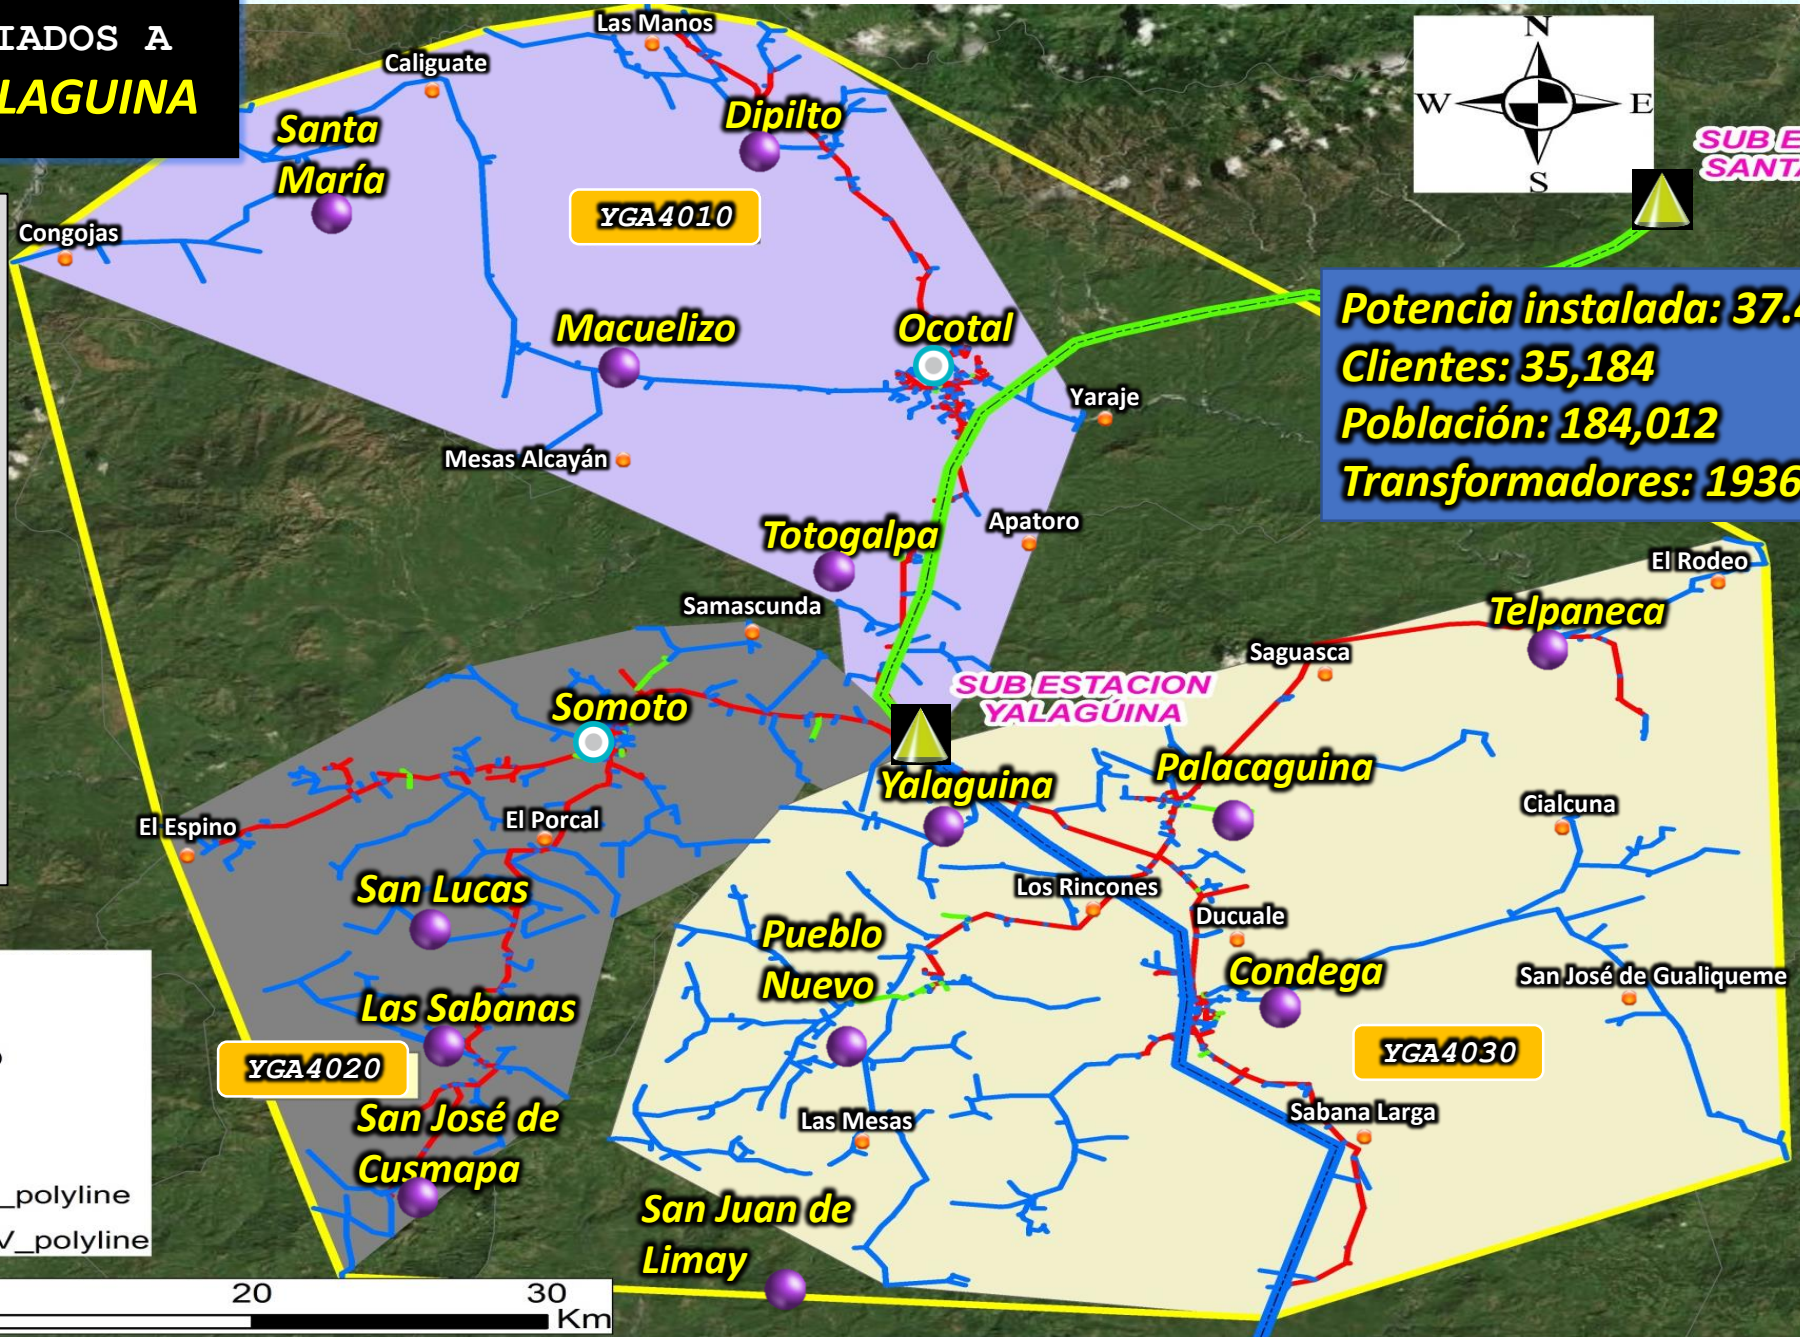 IADOS A
LAGUINA
Las Manos
Caliguate
Santa
María
Dipilto
YGA4010
Congojas
N
W
E
S
SUB E
SANTA
Potencia instalada: 37.4
Clientes: 35,184
Población: 184,012
Transformadores: 1936
Macuelizo
Ocotal
Yaraje
Mesas Alcayán
Apatoro
Totogalpa
Samascunda
El Rodeo
Telpaneca
Saguasca
SUB ESTACION
YALAGÚINA
Somoto
Yalaguina
Palacaguina
Cialcuna
El Espino
El Porcal
San Lucas
Los Rincones
Ducuale
Pueblo
Nuevo
Condega
San José de Gualiqueme
Las Sabanas
YGA4020
YGA4030
San José de
Cusmapa
Las Mesas
Sabana Larga
San Juan de
Limay
_polyline
V_polyline
20
30
Km